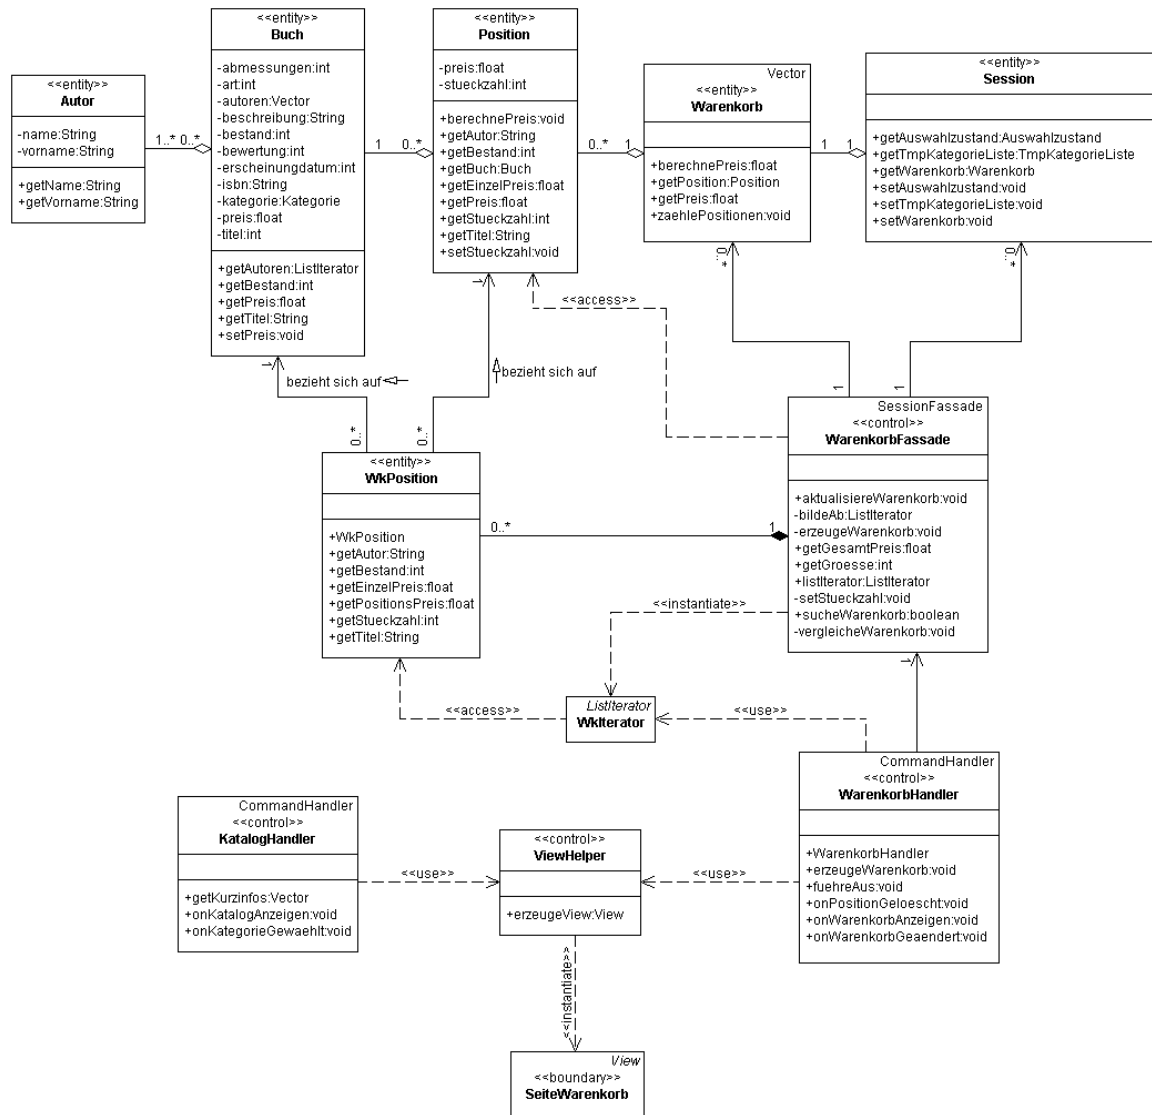 <<entity>>
Autor
-name:String
-vorname:String
+getName:String
+getVorname:String
1..* 0..*
<<entity>>
Buch
-abmessungen:int
-art:int
-autoren:Vector
-beschreibung:String
-bestand:int
-bewertung:int
-erscheinungdatum:int
-isbn:String
-kategorie:Kategorie
-preis:float
-titel:int
+getAutoren:ListIterator
+getBestand:int
+getPreis:float
+getTitel:String
+setPreis:void
1 0..*
<<entity>>
Position
-preis:float
-stueckzahl:int
+berechnePreis:void
+getAutor:String
+getBestand:int
+getBuch:Buch
+getEinzelPreis:float
+getPreis:float
+getStueckzahl:int
+getTitel:String
+setStueckzahl:void
0..* 1
Vector
<<entity>>
Warenkorb
+berechnePreis:float
+getPosition:Position
+getPreis:float
+zaehlePositionen:void
1 1
<<entity>>
Session
+getAuswahlzustand:Auswahlzustand
+getTmpKategorieListe:TmpKategorieListe
+getWarenkorb:Warenkorb
+setAuswahlzustand:void
+setTmpKategorieListe:void
+setWarenkorb:void
0..*
0..*
1
<<access>>
1
bezieht sich auf
bezieht sich auf
0..*
0..*
1
1
<<entity>>
WkPosition
+WkPosition
+getAutor:String
+getBestand:int
+getEinzelPreis:float
+getPositionsPreis:float
+getStueckzahl:int
+getTitel:String
0..* 1
SessionFassade
<<control>>
WarenkorbFassade
+aktualisiereWarenkorb:void
-bildeAb:ListIterator
-erzeugeWarenkorb:void
+getGesamtPreis:float
+getGroesse:int
+listIterator:ListIterator
-setStueckzahl:void
+sucheWarenkorb:boolean
-vergleicheWarenkorb:void
<<instantiate>>
1
<<access>>
ListIterator
WkIterator
<<use>>
CommandHandler
<<control>>
WarenkorbHandler
+WarenkorbHandler
+erzeugeWarenkorb:void
+fuehreAus:void
+onPositionGeloescht:void
+onWarenkorbAnzeigen:void
+onWarenkorbGeaendert:void
CommandHandler
<<control>>
KatalogHandler
+getKurzinfos:Vector
+onKatalogAnzeigen:void
+onKategorieGewaehlt:void
<<use>>
<<control>>
ViewHelper
+erzeugeView:View
<<use>>
<<instantiate>>
View
<<boundary>>
SeiteWarenkorb